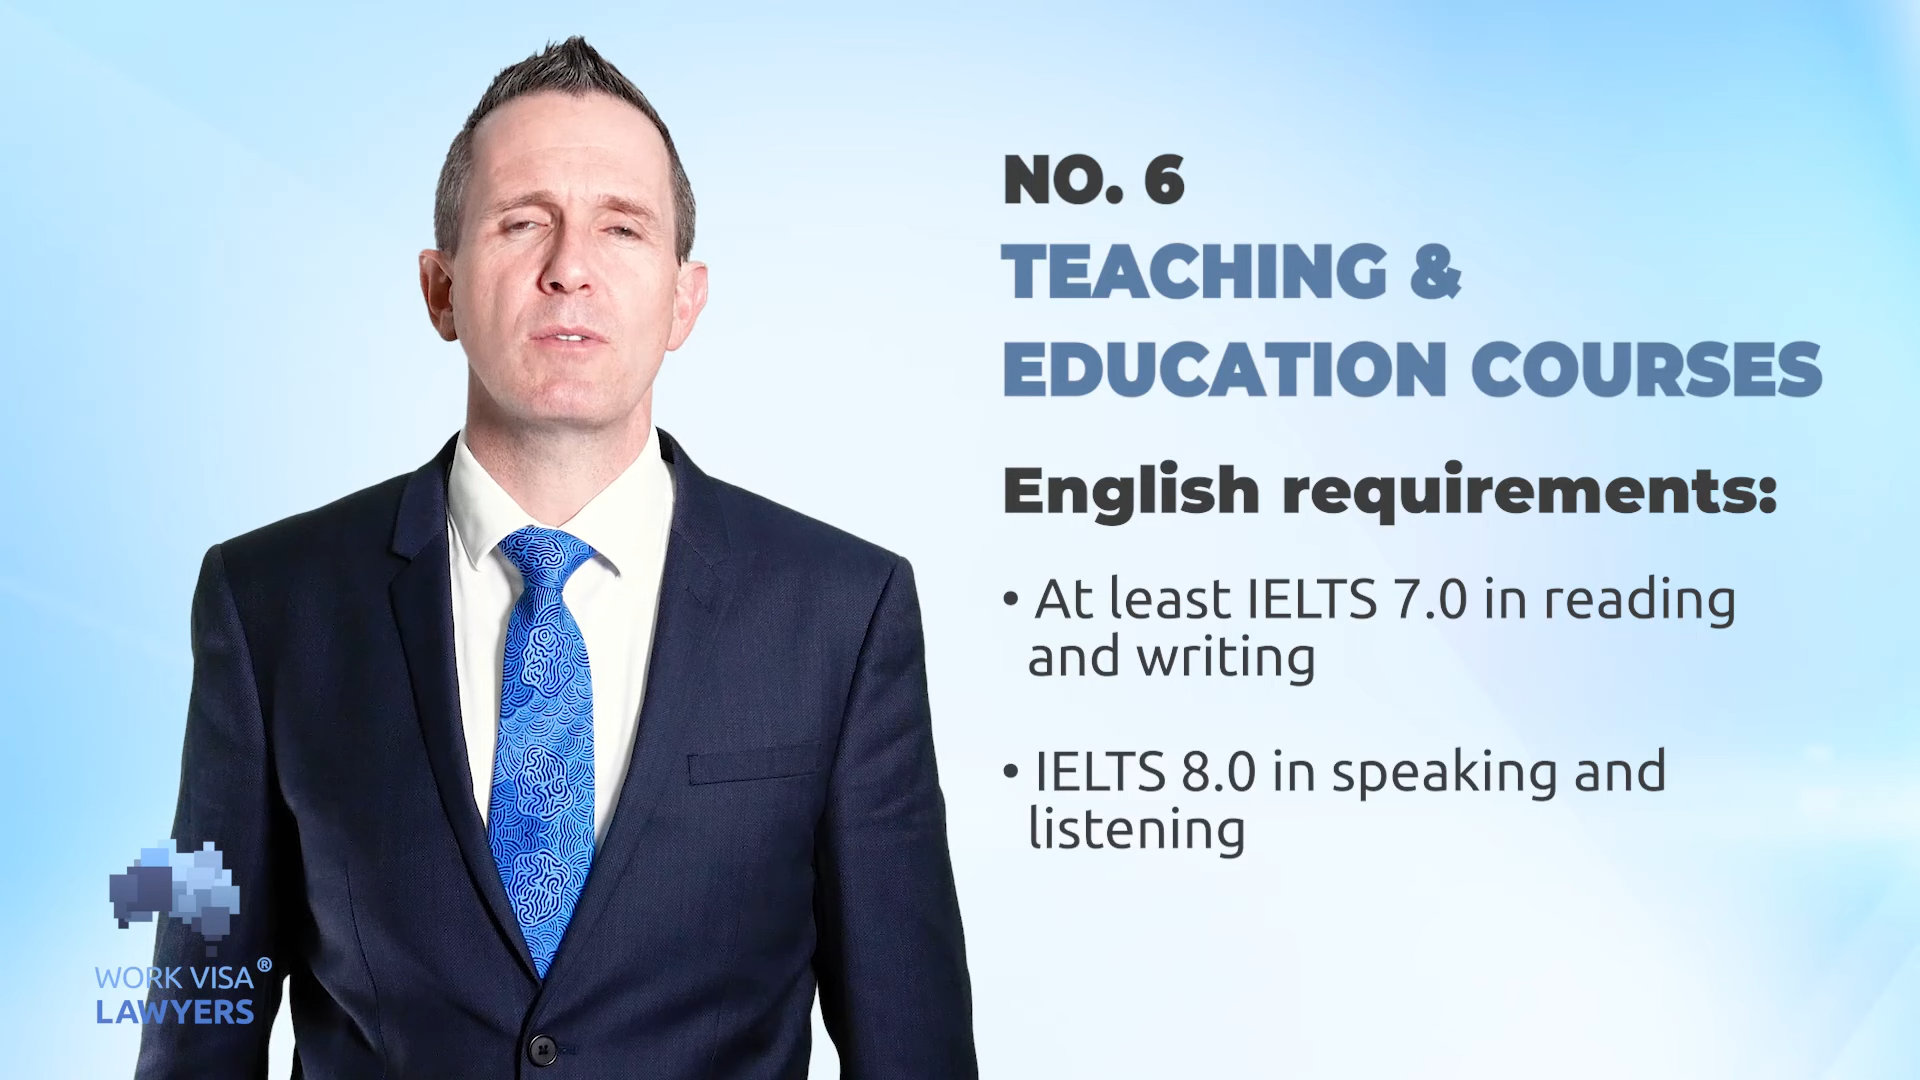 NO. 6
TEACHING &
EDUCATION COURSES
English requirements:
• At least IELTS 7.0 in reading
and writing
• IELTS 8.0 in speaking and
listening
WORK VISA ®
LAWYERS